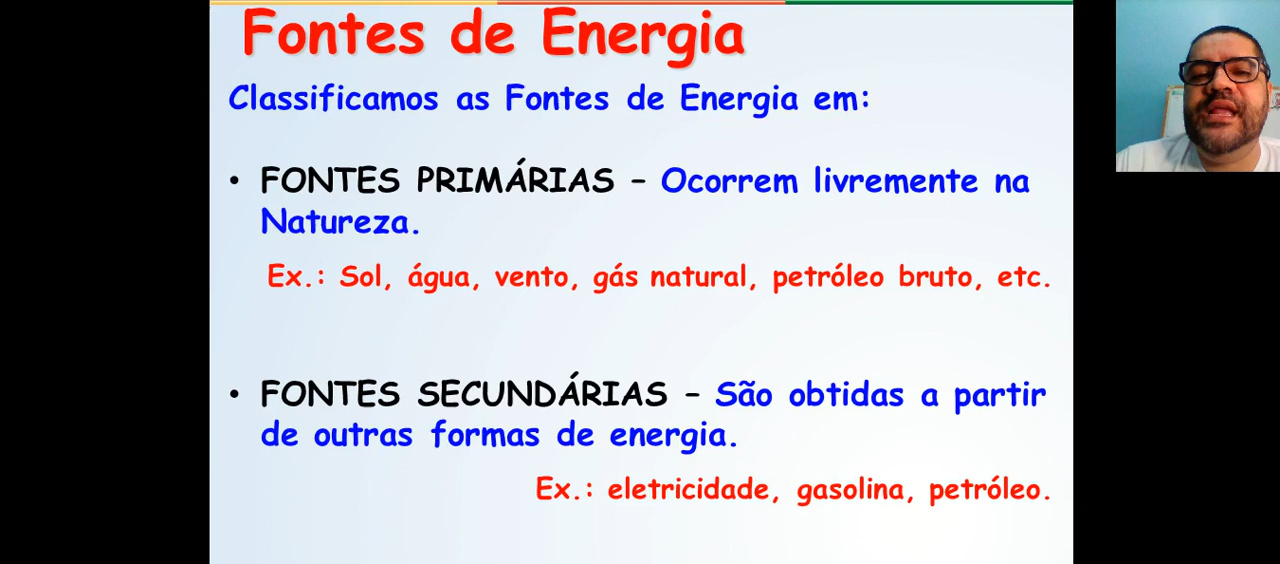 Fontes de Energia
Classificamos as Fontes de Energia em:
• FONTES PRIMÁRIAS – Ocorrem livremente na
Natureza.
Ex.: Sol, água, vento, gás natural, petróleo bruto, etc.
• FONTES SECUNDÁRIAS – São obtidas a partir
de outras formas de energia.
Ex.: eletricidade, gasolina, petróleo.